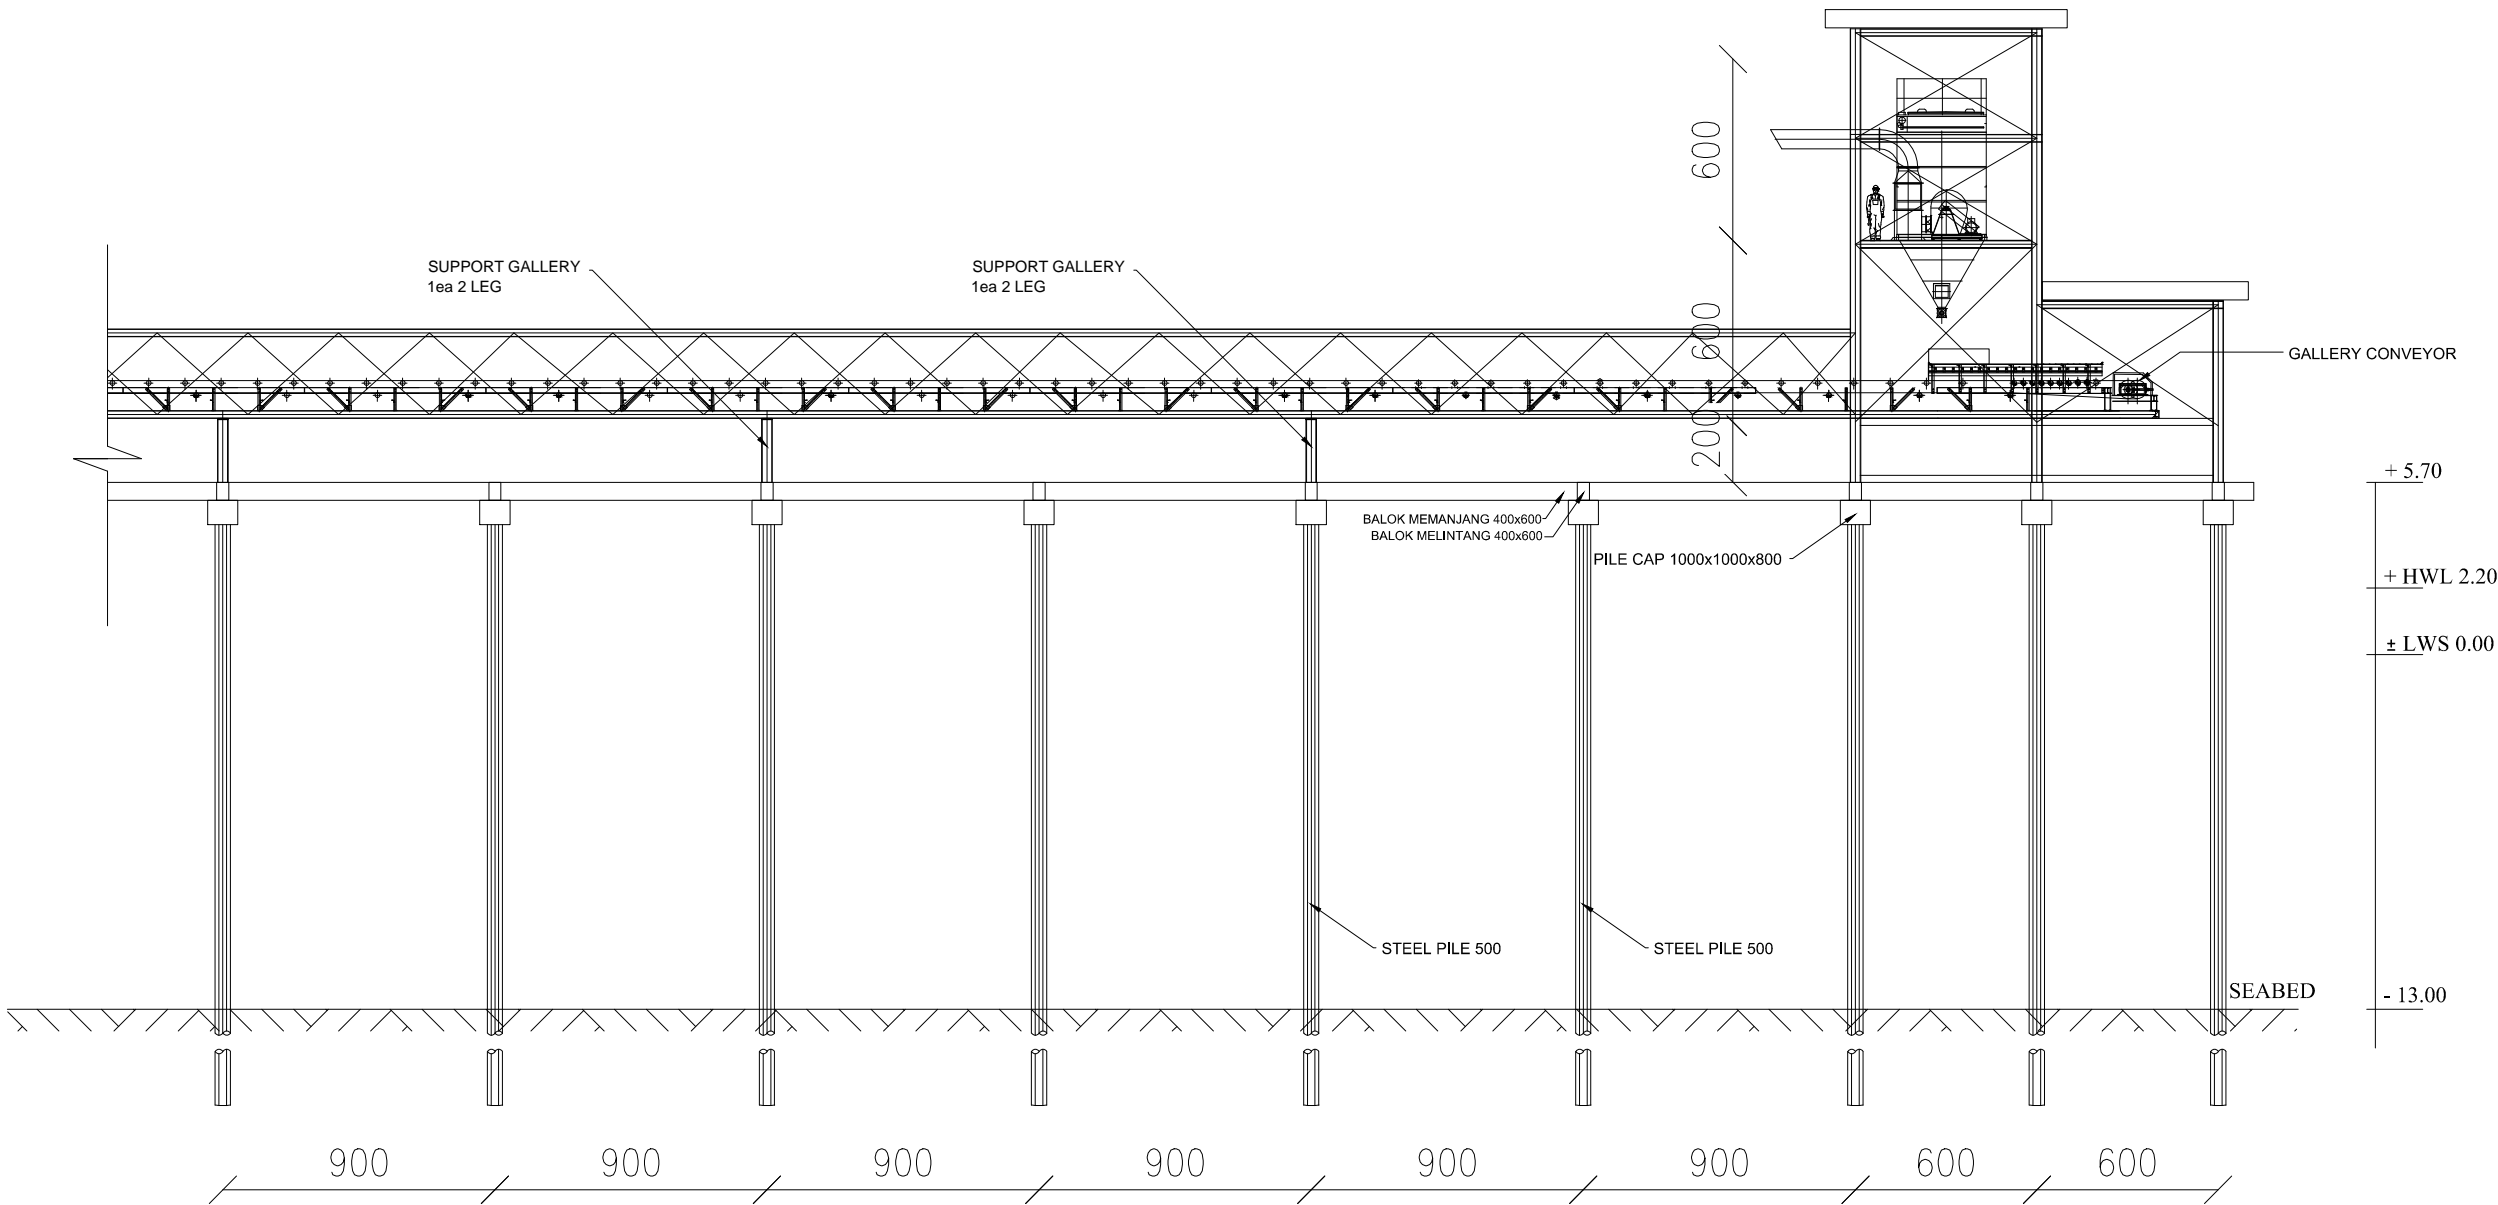 600
SUPPORT GALLERY
1ea 2 LEG
SUPPORT GALLERY
1ea 2 LEG
600
GALLERY CONVEYOR
200
+ 5.70
BALOK MEMANJANG 400x600
BALOK MELINTANG 400x600
PILE CAP 1000x1000x800
+ HWL 2.20
± LWS 0.00
STEEL PILE 500
STEEL PILE 500
SEABED
- 13.00
900
900
900
900
900
900
600
600